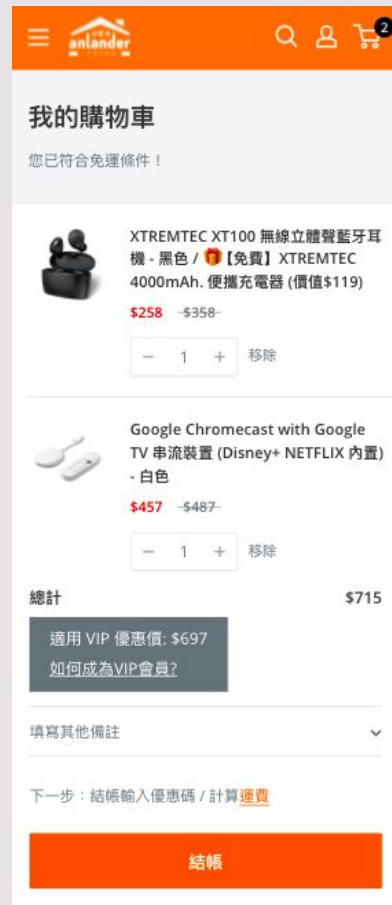 anlander
2
我的購物車
您已符合免運條件！
XTREMTEC XT100 無線立體聲藍牙耳
機 - 黑色 / 🎁【免費】XTREMTEC
4000mAh. 便攜充電器 (價值$119)
$258 $358
− 1 + 移除
Google Chromecast with Google
TV 串流裝置 (Disney+ NETFLIX 內置)
- 白色
$457 $487
− 1 + 移除
總計 $715
適用 VIP 優惠價: $697
如何成為VIP會員?
填寫其他備註
下一步：結帳輸入優惠碼 / 計算運費
結帳